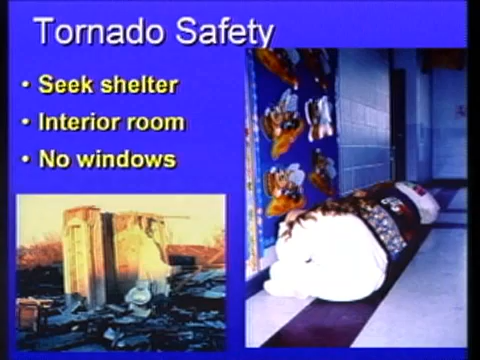 Tornado Safety
• Seek shelter
• Interior room
• No windows